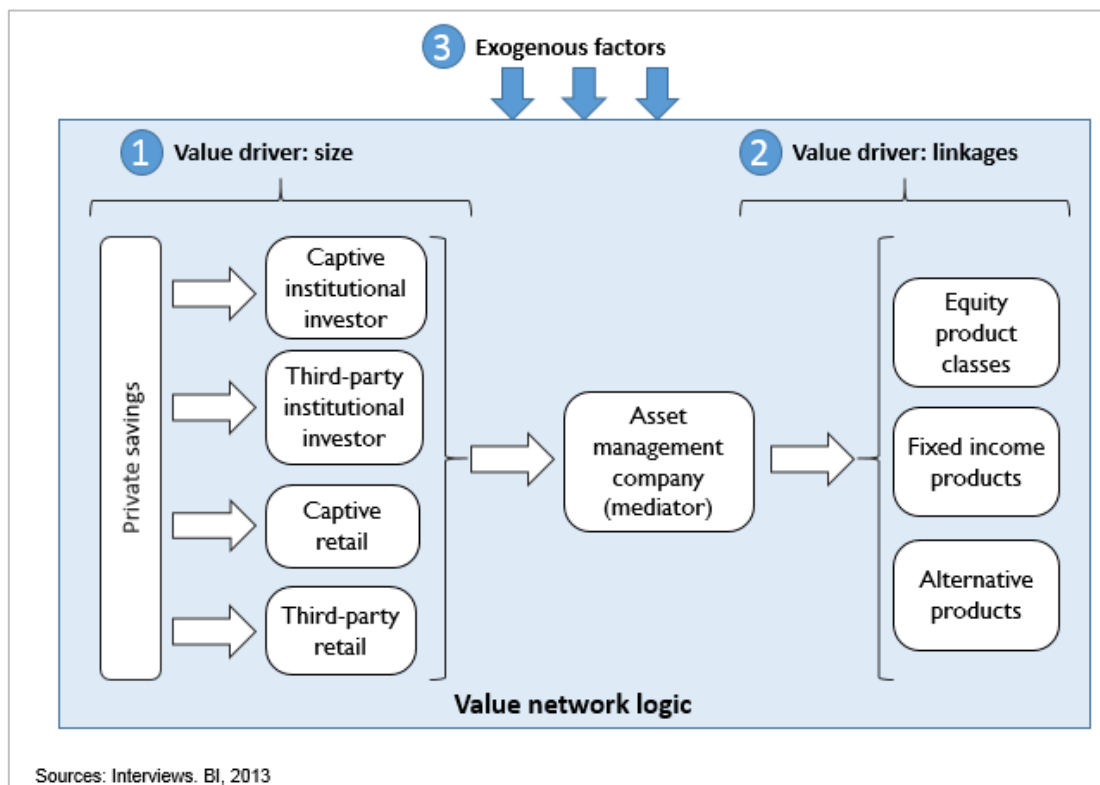 3 Exogenous factors
1 Value driver: size
2 Value driver: linkages
Private savings
Captive
institutional
investor
Third-party
institutional
investor
Captive
retail
Third-party
retail
Asset
management
company
(mediator)
Equity
product
classes
Fixed income
products
Alternative
products
Value network logic
Sources: Interviews. BI, 2013